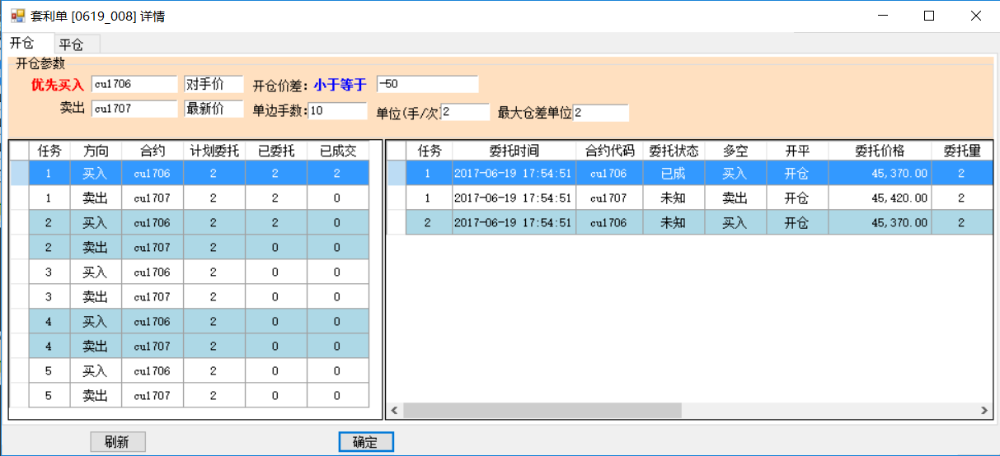 套利单 [0619_008] 详情
开仓 平仓
开仓参数
优先买入 cu1706 对手价 开仓价差: 小于等于 -50
卖出 cu1707 最新价 单边手数: 10 单位(手/次) 2 最大仓差单位 2
任务 方向 合约 计划委托 已委托 已成交
1 买入 cu1706 2 2 2
1 卖出 cu1707 2 2 0
2 买入 cu1706 2 2 0
2 卖出 cu1707 2 0 0
3 买入 cu1706 2 0 0
3 卖出 cu1707 2 0 0
4 买入 cu1706 2 0 0
4 卖出 cu1707 2 0 0
5 买入 cu1706 2 0 0
5 卖出 cu1707 2 0 0
任务 委托时间 合约代码 委托状态 多空 开平 委托价格 委托量
1 2017-06-19 17:54:51 cu1706 已成 买入 开仓 45,370.00 2
1 2017-06-19 17:54:51 cu1707 未知 卖出 开仓 45,420.00 2
2 2017-06-19 17:54:51 cu1706 未知 买入 开仓 45,370.00 2
刷新 确定